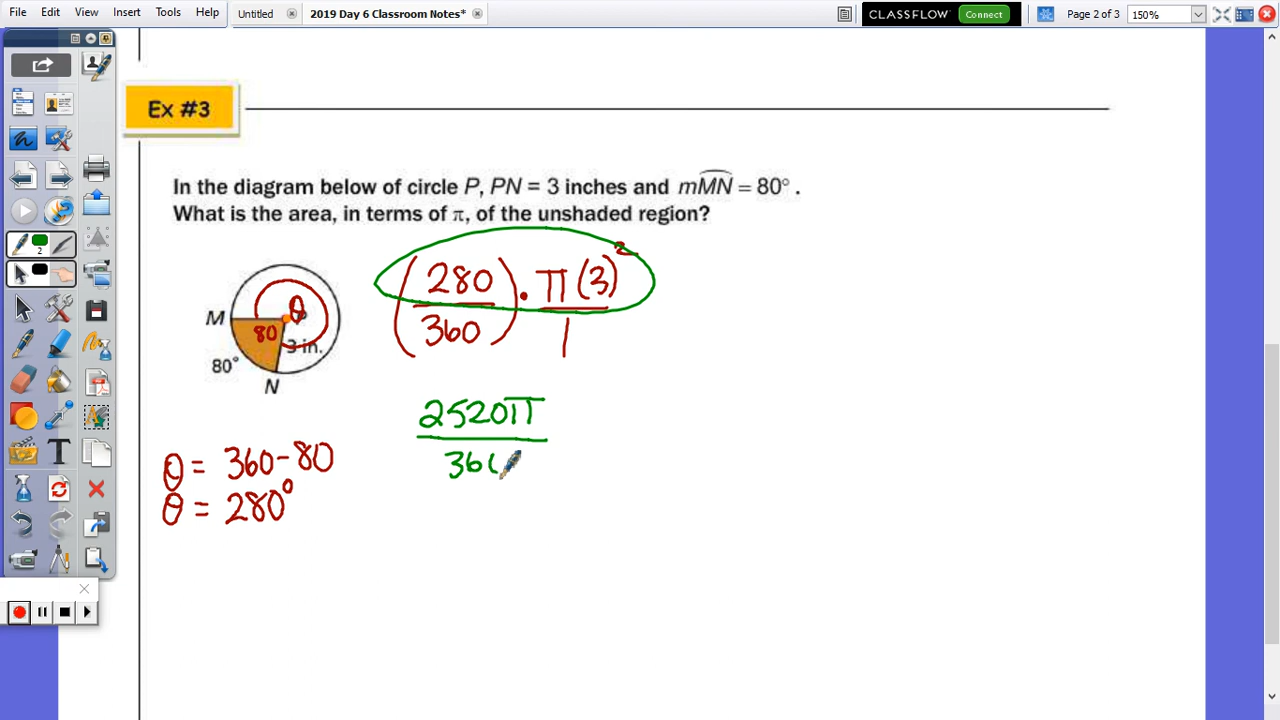 File Edit View Insert Tools Help
Untitled 2019 Day 6 Classroom Notes* CLASSFLOW Connect Page 2 of 3 150%
Ex #3
In the diagram below of circle P, PN = 3 inches and mMN = 80° .
What is the area, in terms of π, of the unshaded region?
(280/360) · π(3)²/1
θ
M
80
3 in.
80°
N
2520π
36
θ = 360-80
θ = 280°
2
T